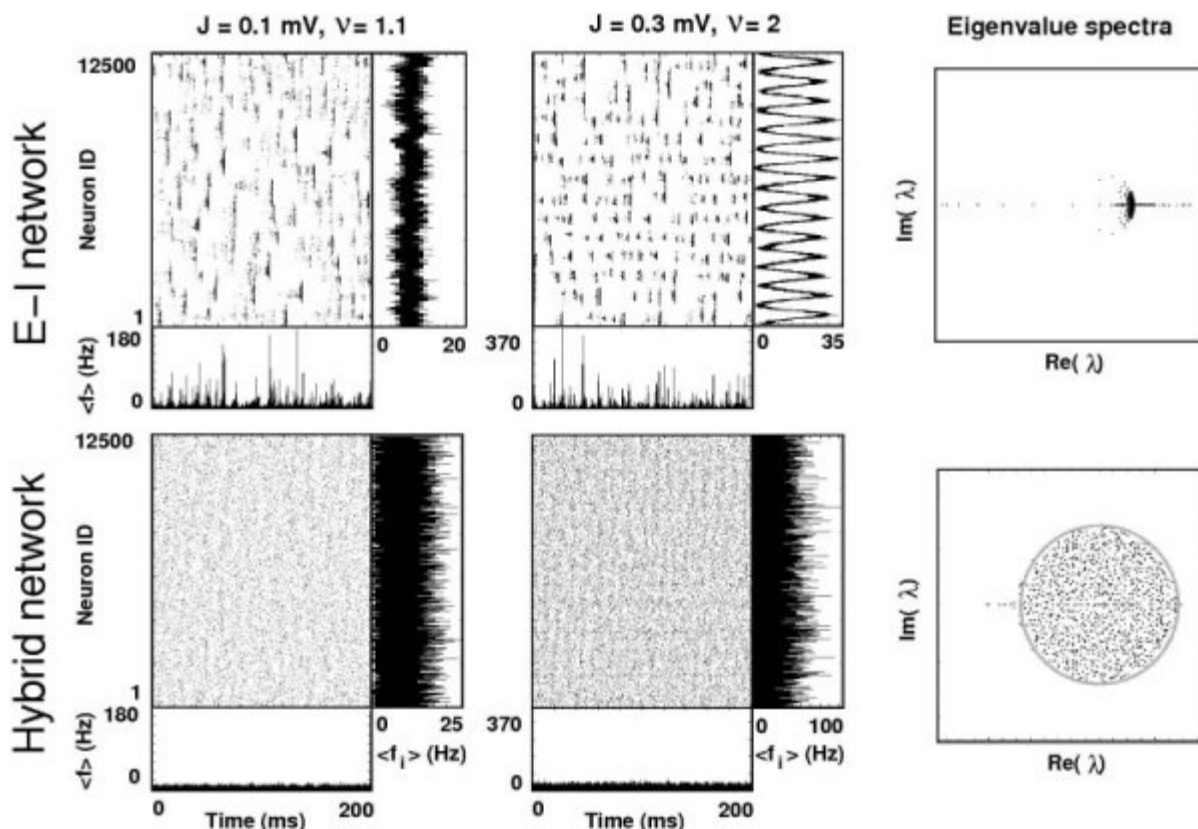 J = 0.1 mV, ν = 1.1
J = 0.3 mV, ν = 2
Eigenvalue spectra
E–I network
Neuron ID
12500
1
0
20
0
35
<f> (Hz)
180
0
370
0
Im( λ )
Re( λ )
Hybrid network
Neuron ID
12500
1
0
25
<f i > (Hz)
0
100
<f i > (Hz)
<f> (Hz)
180
0
370
0
0
200
Time (ms)
0
200
Time (ms)
Im( λ )
Re( λ )